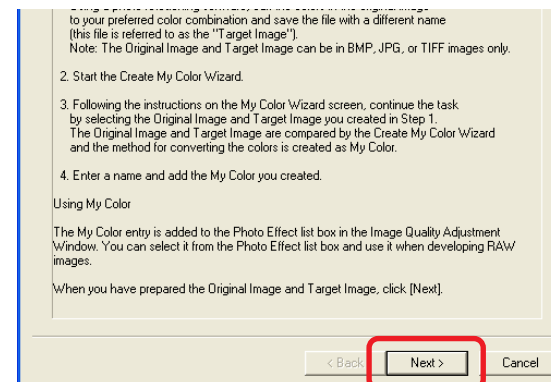 to your preferred color combination and save the file with a different name
(this file is referred to as the "Target Image").
Note: The Original Image and Target Image can be in BMP, JPG, or TIFF images only.
2. Start the Create My Color Wizard.
3. Following the instructions on the My Color Wizard screen, continue the task
by selecting the Original Image and Target Image you created in Step 1.
The Original Image and Target Image are compared by the Create My Color Wizard
and the method for converting the colors is created as My Color.
4. Enter a name and add the My Color you created.
Using My Color
The My Color entry is added to the Photo Effect list box in the Image Quality Adjustment
Window. You can select it from the Photo Effect list box and use it when developing RAW
images.
When you have prepared the Original Image and Target Image, click [Next].
< Back
Next >
Cancel